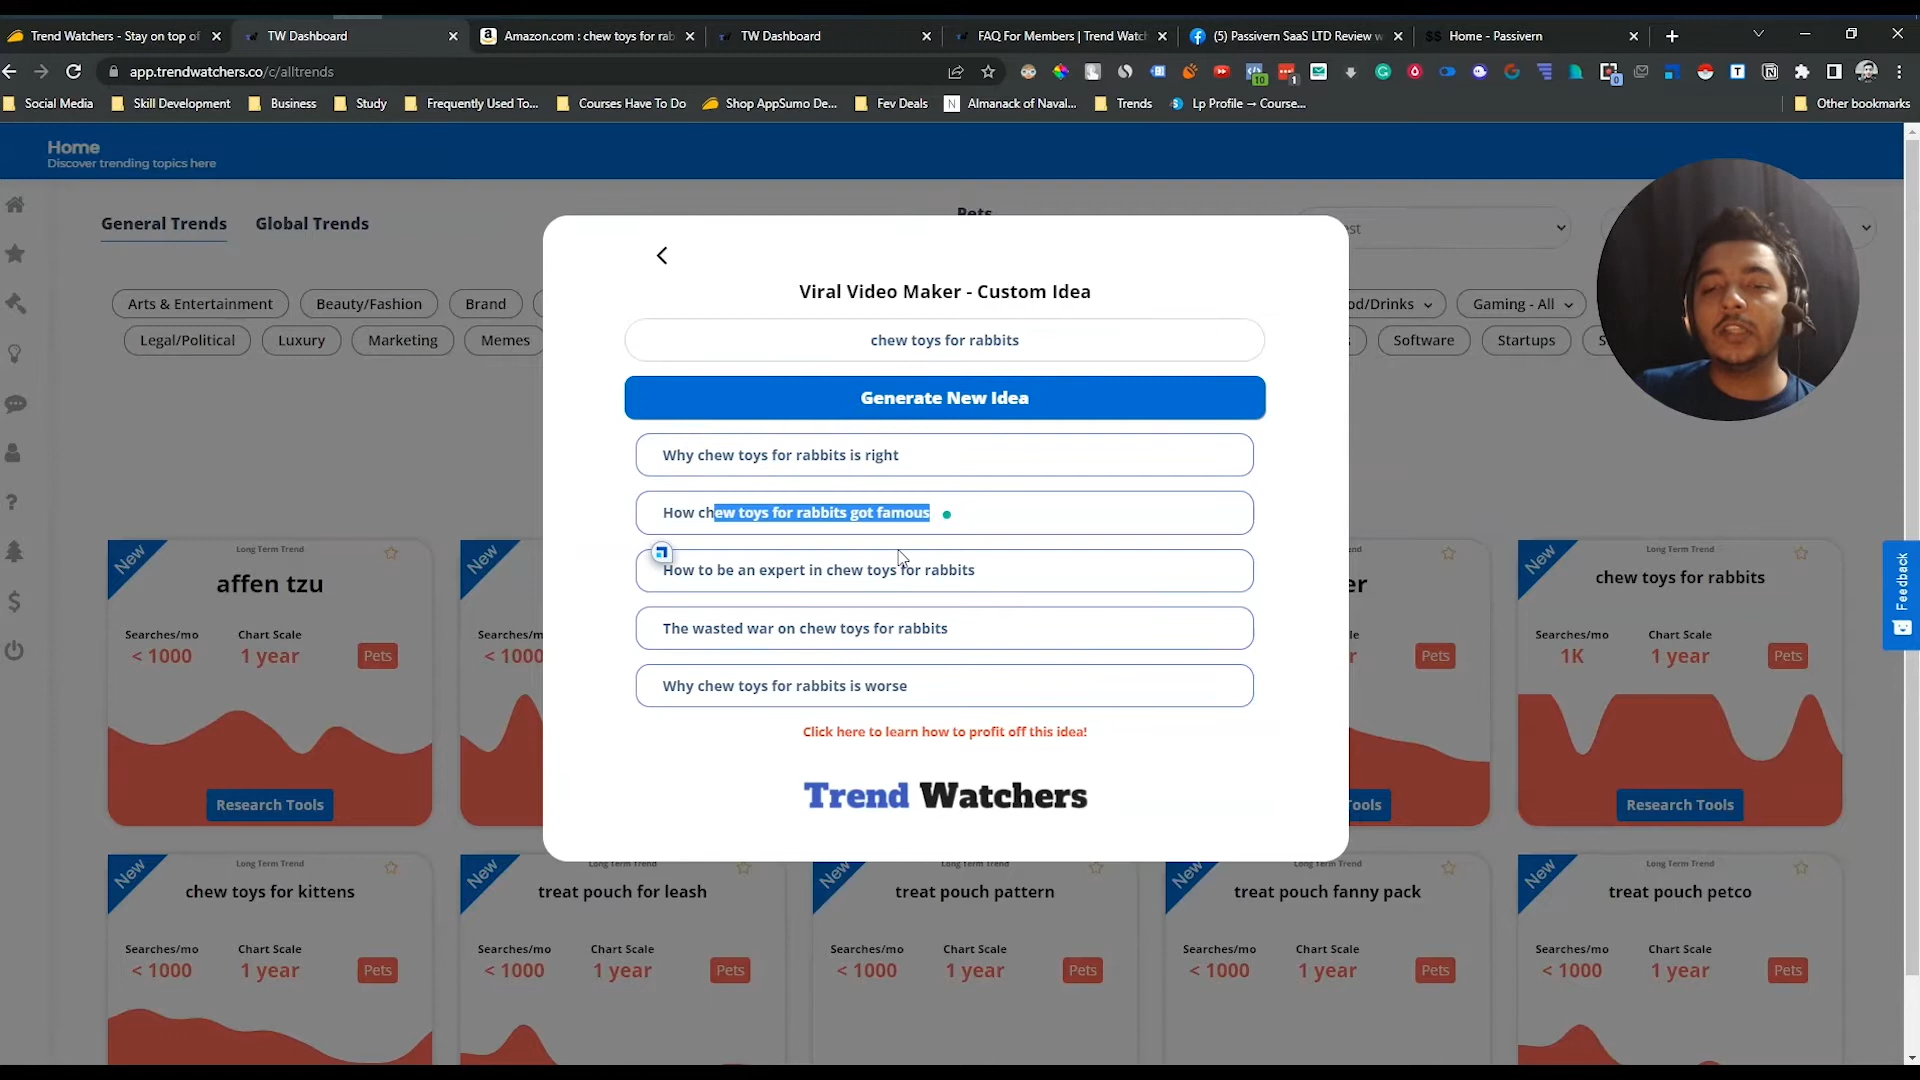 Trend Watchers - Stay on top of
TW Dashboard
Amazon.com : chew toys for rab
TW Dashboard
FAQ For Members | Trend Watch
(5) Passivern SaaS LTD Review w
Home - Passivern
app.trendwatchers.co/c/alltrends
Social Media
Skill Development
Business
Study
Frequently Used To...
Courses Have To Do
Shop AppSumo De...
Fev Deals
Almanack of Naval...
Trends
Lp Profile → Course...
Other bookmarks
Home
Discover trending topics here
General Trends
Global Trends
Pets
est
Arts & Entertainment
Beauty/Fashion
Brand
od/Drinks
Gaming - All
Legal/Political
Luxury
Marketing
Memes
Software
Startups
Viral Video Maker - Custom Idea
chew toys for rabbits
Generate New Idea
Why chew toys for rabbits is right
How chew toys for rabbits got famous
How to be an expert in chew toys for rabbits
The wasted war on chew toys for rabbits
Why chew toys for rabbits is worse
Click here to learn how to profit off this idea!
Trend Watchers
Feedback
New
Long Term Trend
affen tzu
Searches/mo
< 1000
Chart Scale
1 year
Pets
Research Tools
New
Searches/m
< 1000
er
Pets
Tools
New
Long Term Trend
chew toys for rabbits
Searches/mo
1K
Chart Scale
1 year
Pets
Research Tools
New
Long Term Trend
chew toys for kittens
Searches/mo
< 1000
Chart Scale
1 year
Pets
New
Long Term Trend
treat pouch for leash
Searches/mo
< 1000
Chart Scale
1 year
Pets
New
Long Term Trend
treat pouch pattern
Searches/mo
< 1000
Chart Scale
1 year
Pets
New
Long Term Trend
treat pouch fanny pack
Searches/mo
< 1000
Chart Scale
1 year
Pets
New
Long Term Trend
treat pouch petco
Searches/mo
< 1000
Chart Scale
1 year
Pets